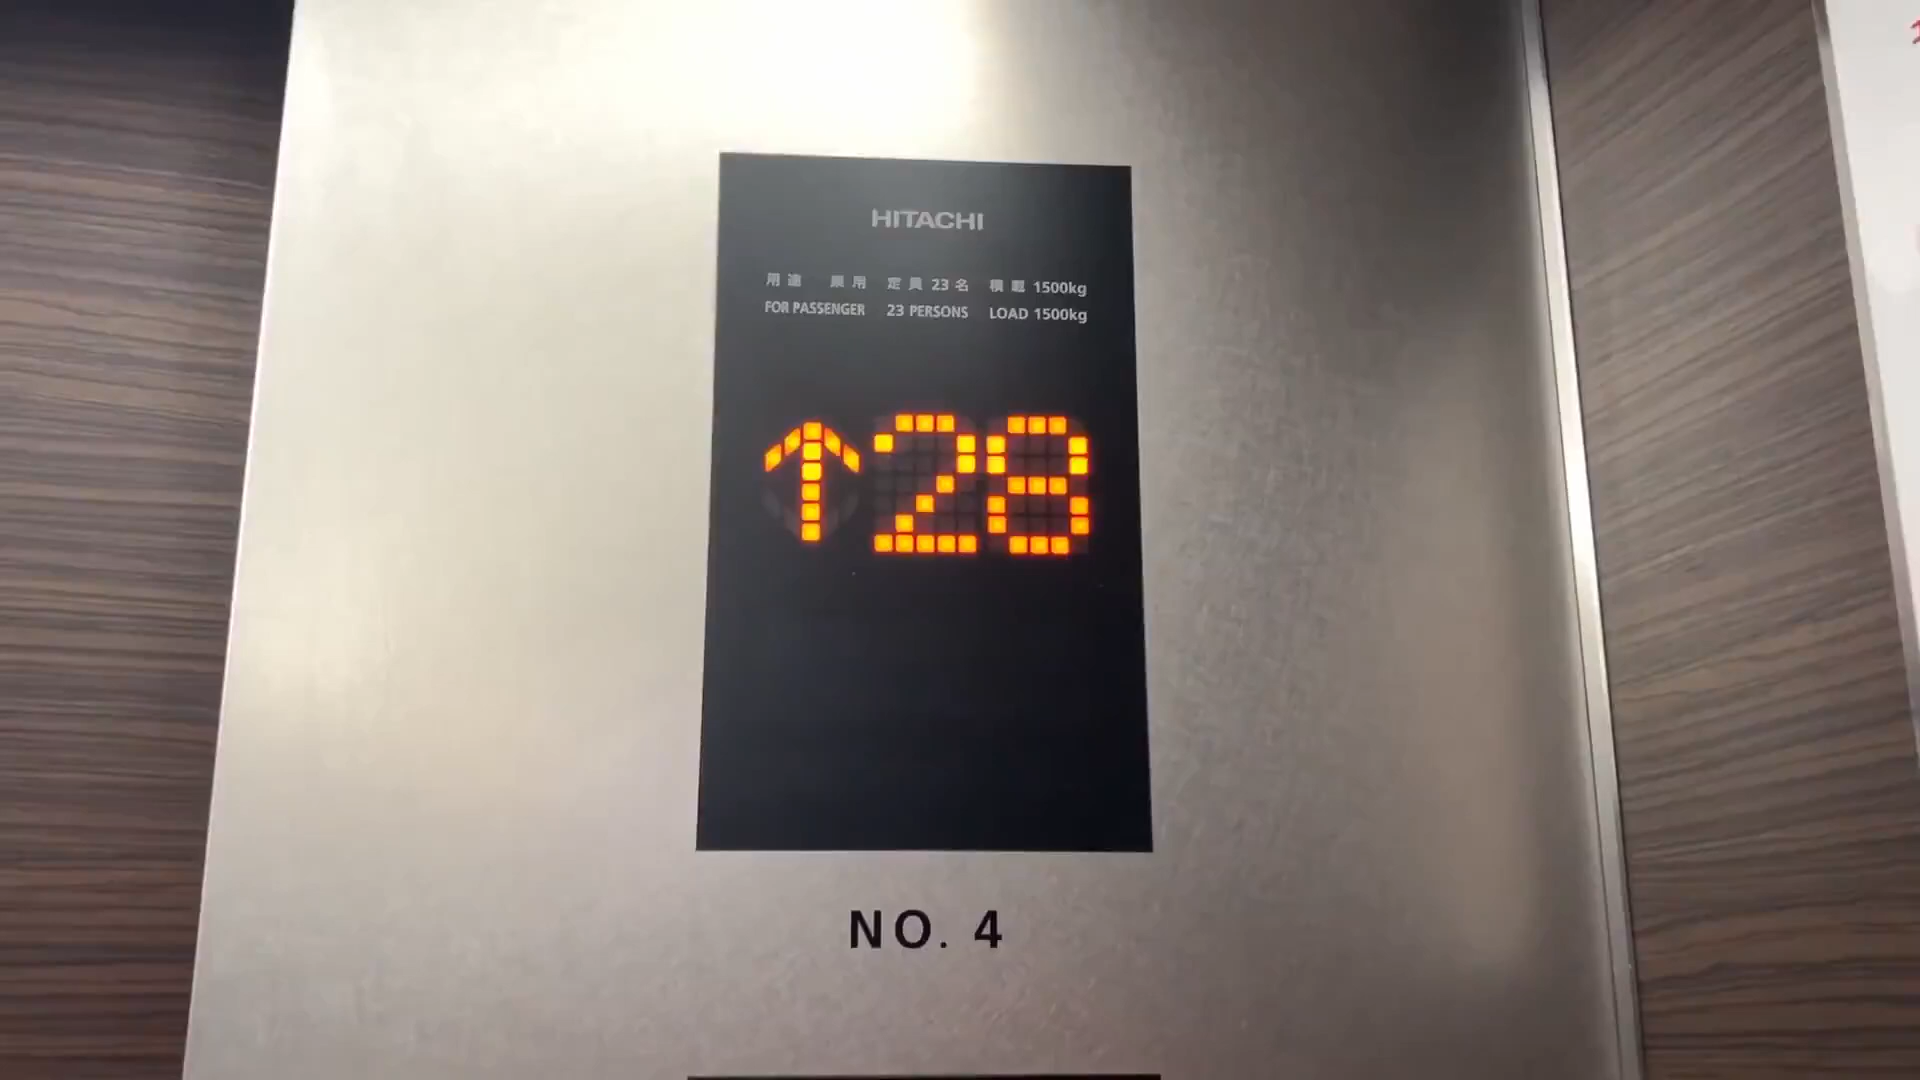 HITACHI
用途 乗用 定員 23 名 積載 1500kg
FOR PASSENGER 23 PERSONS LOAD 1500kg
↑28
NO. 4